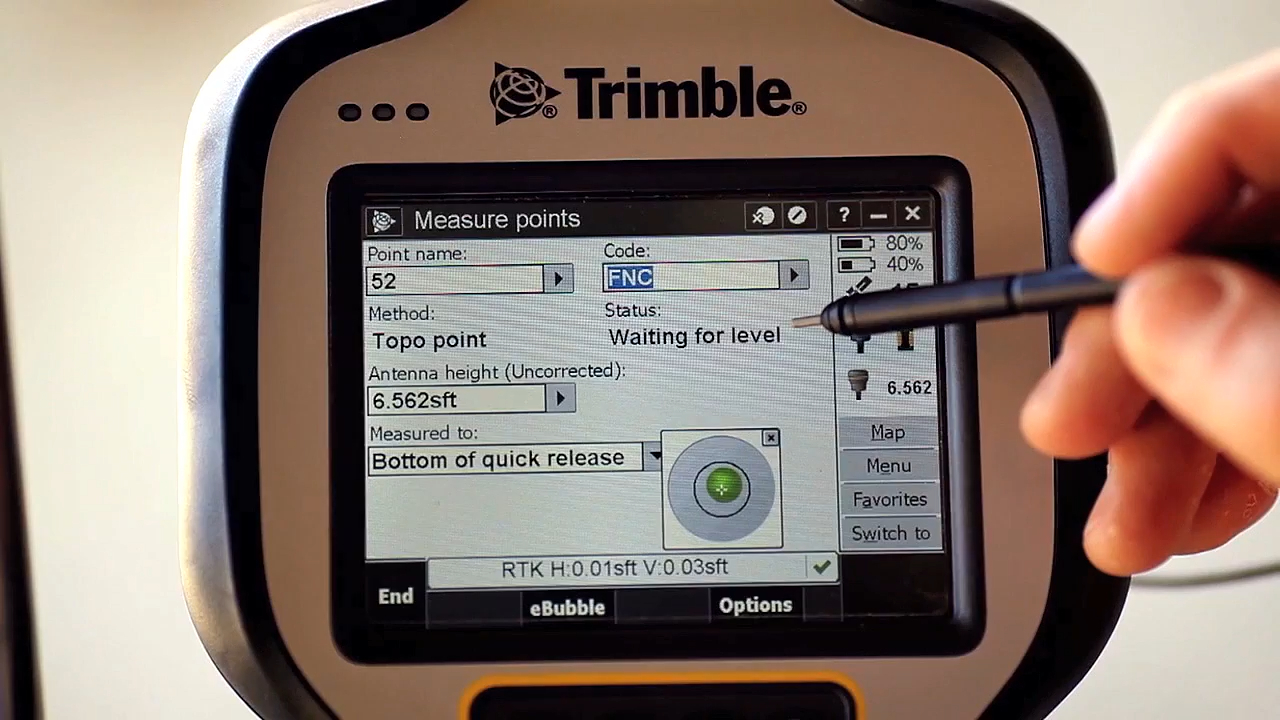 Trimble®
Measure points
? 
Point name:
Code:
80%
52
FNC
40%
Method:
Status:
Topo point
Waiting for level
Antenna height (Uncorrected):
6.562sft
6.562
Measured to:
Map
Bottom of quick release
Menu
Favorites
Switch to
RTK H:0.01sft V:0.03sft
End
eBubble
Options